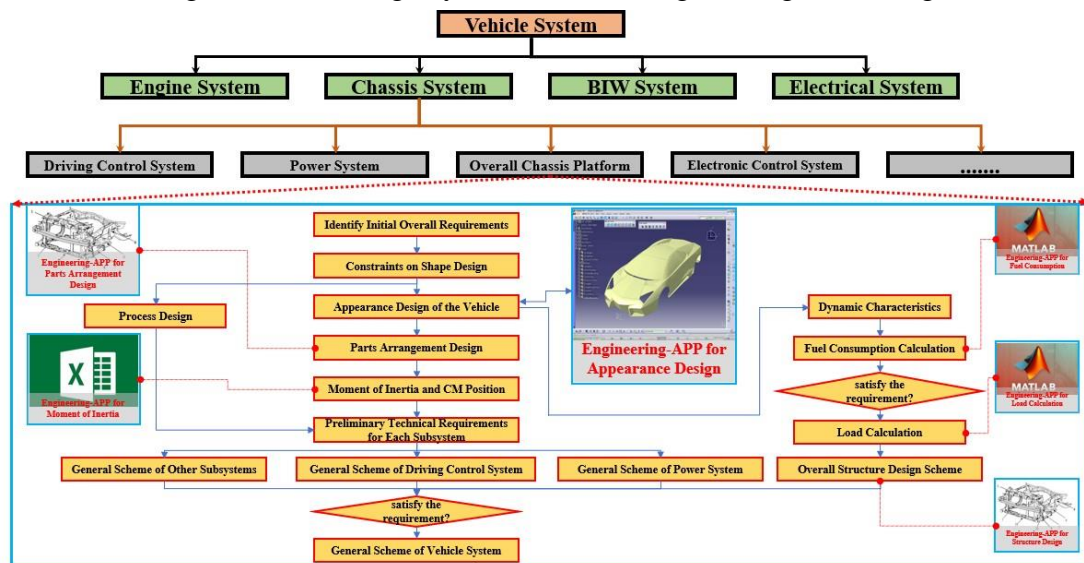 Vehicle System
Engine System
Chassis System
BIW System
Electrical System
Driving Control System
Power System
Overall Chassis Platform
Electronic Control System
.......
Engineering-APP for
Parts Arrangement
Design
Identify Initial Overall Requirements
Constraints on Shape Design
Process Design
Appearance Design of the Vehicle
Parts Arrangement Design
Moment of Inertia and CM Position
Preliminary Technical Requirements
for Each Subsystem
X
Engineering-APP for
Moment of Inertia
Engineering-APP for
Appearance Design
Dynamic Characteristics
Fuel Consumption Calculation
satisfy the
requirement?
Load Calculation
MATLAB
Engineering-APP for
Fuel Consumption
MATLAB
Engineering-APP for
Load Calculation
General Scheme of Other Subsystems
General Scheme of Driving Control System
General Scheme of Power System
Overall Structure Design Scheme
satisfy the
requirement?
General Scheme of Vehicle System
Engineering-APP for
Structure Design